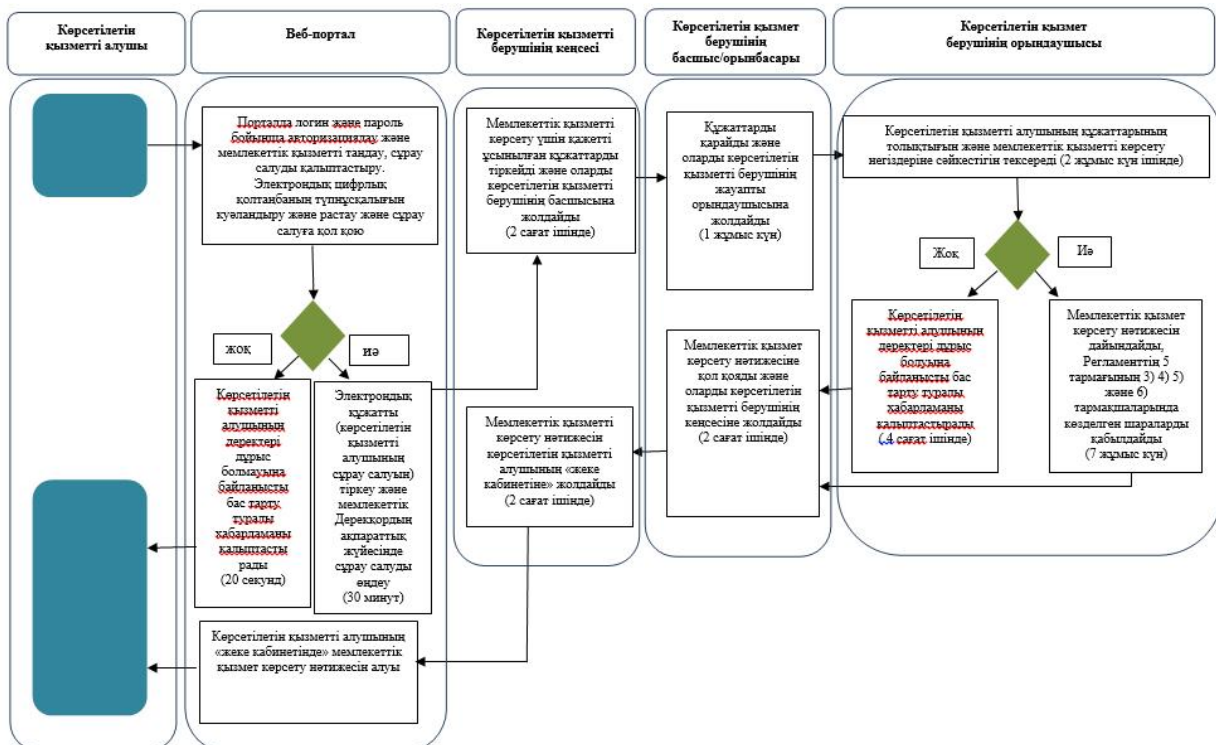 Көрсетілетін
қызметті алушы
Веб-портал
Көрсетілетін қызметті
берушінің кеңсесі
Көрсетілетін қызмет
берушінің
басшыс/орынбасары
Көрсетілетін қызмет
берушінің орындаушысы
Порталда логин және пароль
бойынша авторизациялау және
мемлекеттік қызметті таңдау, сұрау
салуды қалыптастыру.
Электрондық цифрлық
қолтаңбаның түпнұсқалығын
куәландыру және растау және сұрау
салуға қол қою
жоқ
иә
Көрсетілетін
қызметті
алушының
деректері
дұрыс
болмауына
байланысты
бас тарту
туралы
хабарламаны
қалыптасты
рады
(20 секунд)
Электрондық
құжатты
(көрсетілетін
қызметті
алушының
сұрау салуын)
тіркеу және
мемлекеттік
Дерекқордың
ақпараттық
жүйесінде
сұрау салуды
өңдеу
(30 минут)
Көрсетілетін қызметті алушының
«жеке кабинетінде» мемлекеттік
қызмет көрсету нәтижесін алуы
Мемлекеттік қызметті
көрсету үшін қажетті
ұсынылған құжаттарды
тіркейді және оларды
көрсетілетін қызметті
берушінің басшысына
жолдайды
(2 сағат ішінде)
Мемлекеттік қызметті
көрсету нәтижесін
көрсетілетін қызметті
алушының «жеке
кабинетіне» жолдайды
(2 сағат ішінде)
Құжаттарды
қарайды және
оларды көрсетілетін
қызметті берушінің
жауапты
орындаушысына
жолдайды
(1 жұмыс күн)
Мемлекеттік қызмет
көрсету нәтижесіне
қол қояды және
оларды көрсетілетін
қызметті берушінің
кеңсесіне жолдайды
(2 сағат ішінде)
Көрсетілетін қызметті алушының құжаттарының
толықтығын және мемлекеттік қызметті көрсету
негіздеріне сәйкестігін тексереді (2 жұмыс күн ішінде)
Жоқ
Иә
Көрсетілетін
қызметті алушының
деректері дұрыс
болуына
байланысты бас
тарту туралы
хабарламаны
қалыптастырады
( 4 сағат ішінде)
Мемлекеттік қызмет
көрсету нәтижесін
дайындайды,
Регламенттің 5
тармағының 3) 4) 5)
және 6)
тармақшаларында
көзделген шараларды
қабылдайды
(7 жұмыс күн)